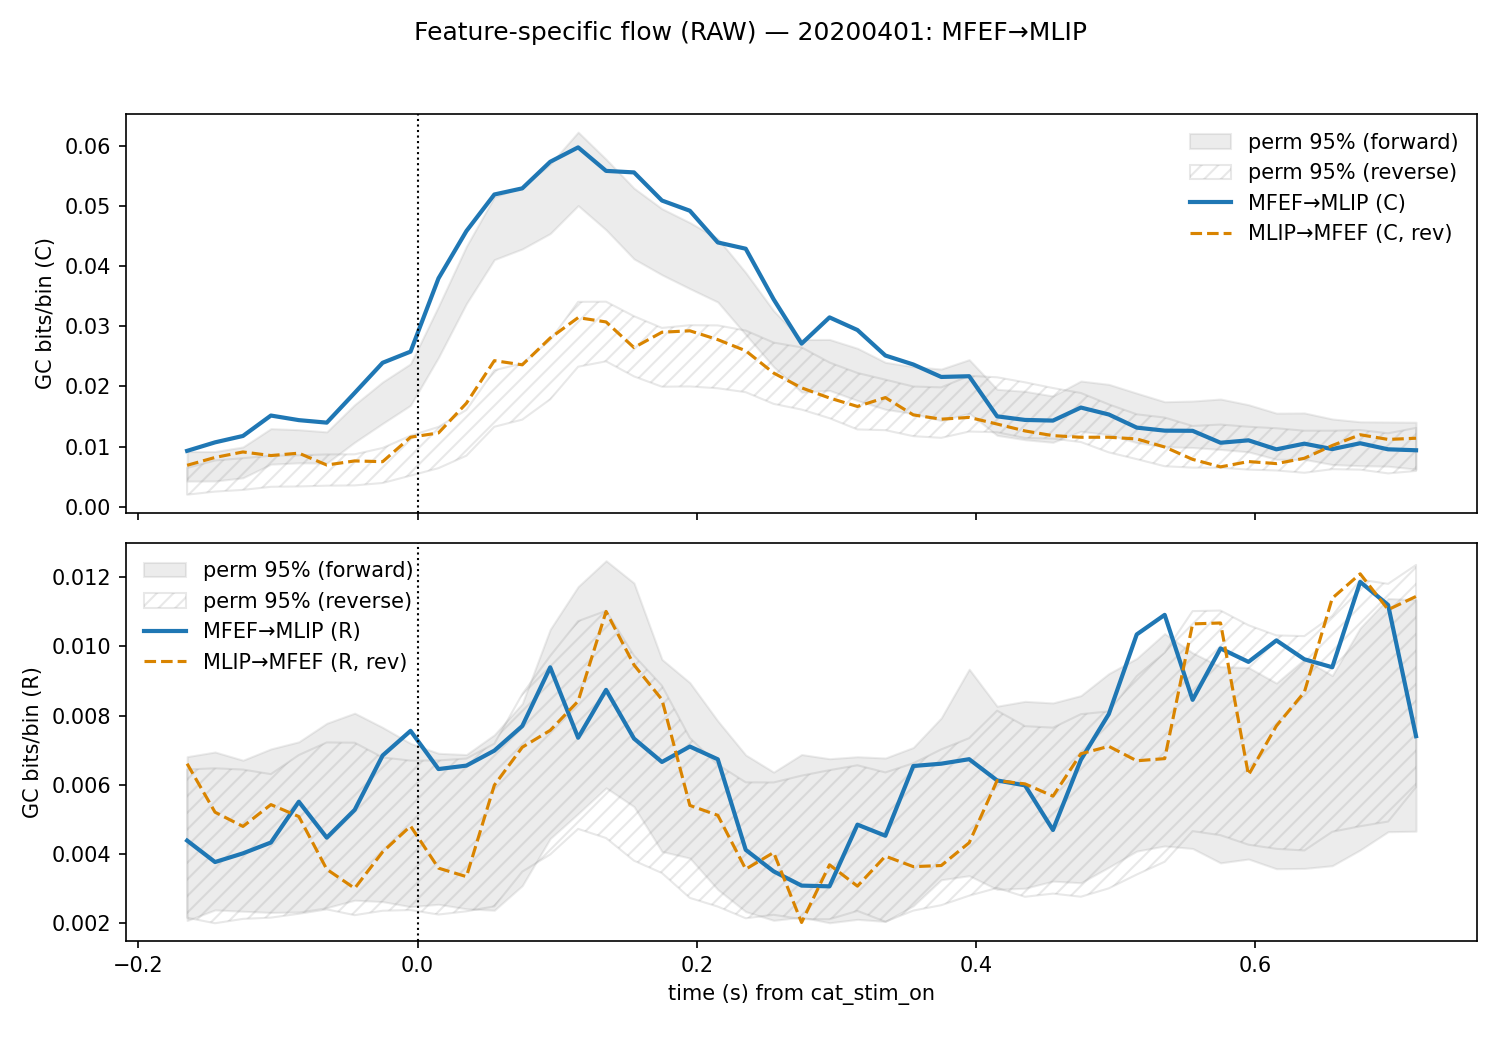 Feature-specific flow (RAW) — 20200401: MFEF→MLIP
GC bits/bin (C)
0.06
0.05
0.04
0.03
0.02
0.01
0.00
perm 95% (forward)
perm 95% (reverse)
MFEF→MLIP (C)
MLIP→MFEF (C, rev)
GC bits/bin (R)
0.012
0.010
0.008
0.006
0.004
0.002
perm 95% (forward)
perm 95% (reverse)
MFEF→MLIP (R)
MLIP→MFEF (R, rev)
−0.2 0.0 0.2 0.4 0.6
time (s) from cat_stim_on